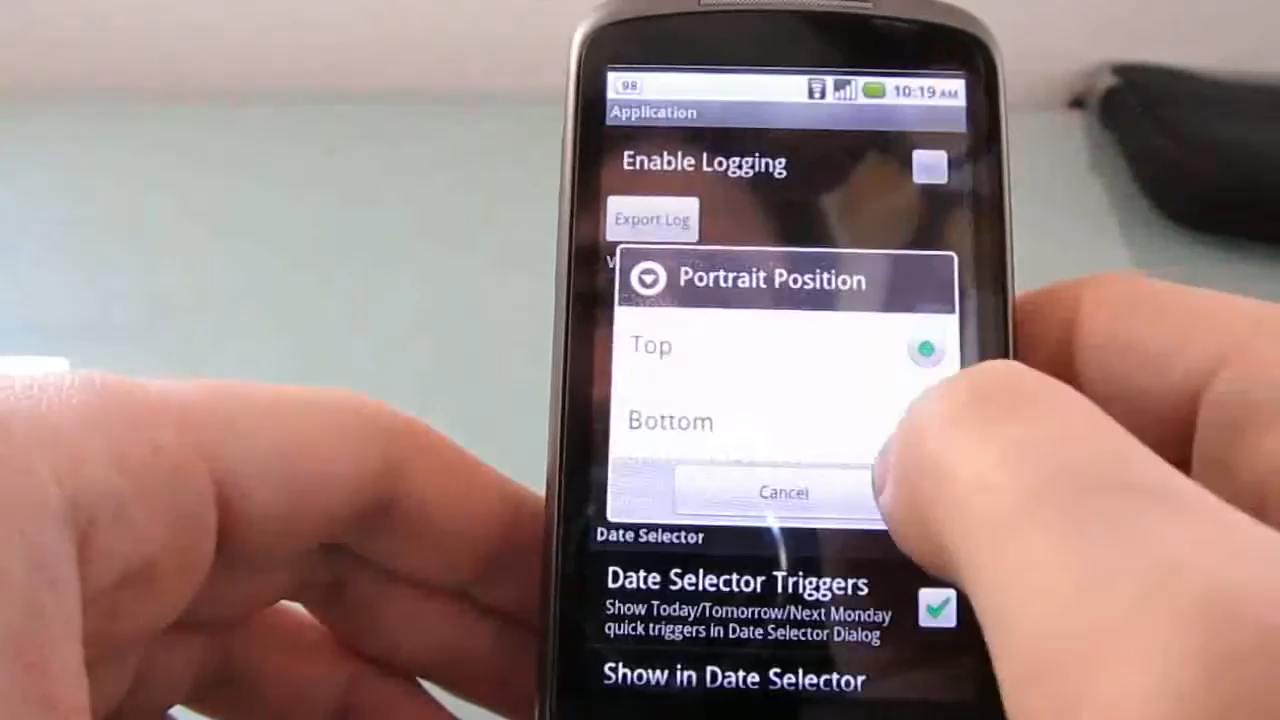 98 10:19 AM
Application
Enable Logging
Export Log
Portrait Position
Top
Bottom
Cancel
Date Selector
Date Selector Triggers
Show Today/Tomorrow/Next Monday
quick triggers in Date Selector Dialog
Show in Date Selector